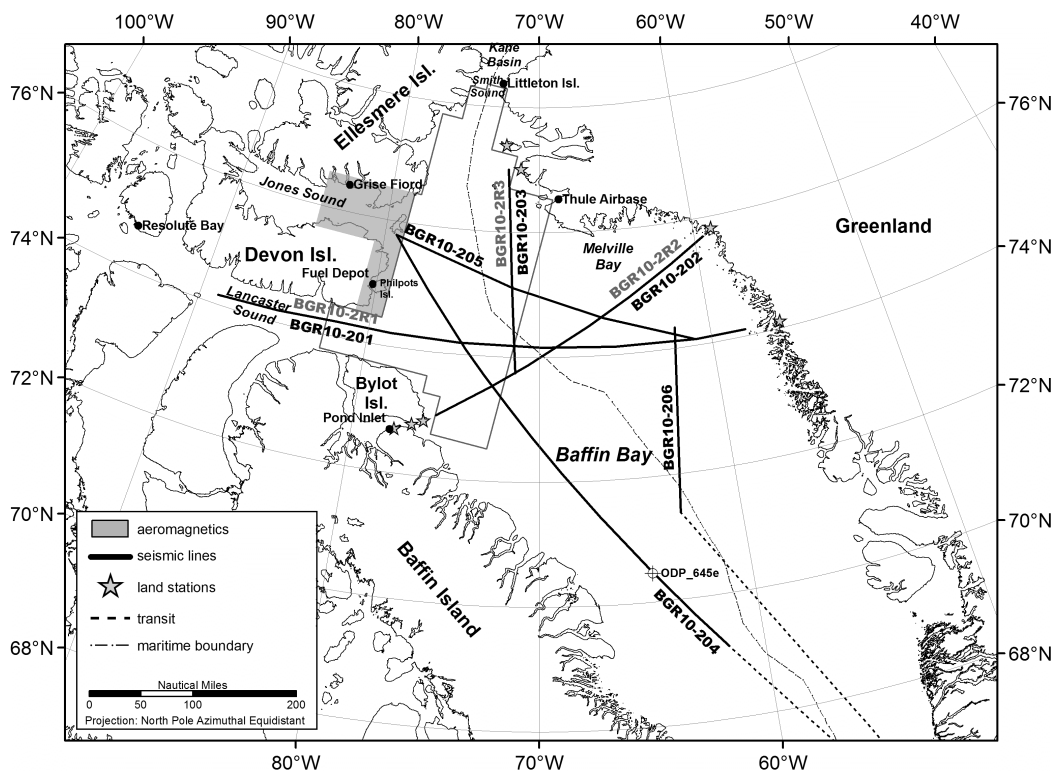 100°W 90°W 80°W 70°W 60°W 50°W 40°W
Kane
Basin
Smith
Sound
Littleton Isl.
76°N
76°N
Ellesmere Isl.
Grise Fiord
Jones Sound
Thule Airbase
Resolute Bay
Greenland
74°N
74°N
BGR10-205
BGR10-2R3
BGR10-203
Melville
Bay
BGR10-2R2
BGR10-202
Devon Isl.
Fuel Depot
Philpots
Isl.
Lancaster
Sound
BGR10-2R1
BGR10-201
72°N
72°N
Bylot
Isl.
Pond Inlet
BGR10-206
Baffin Bay
70°N
70°N
Baffin Island
ODP_645e
BGR10-204
68°N
68°N
aeromagnetics
seismic lines
land stations
transit
maritime boundary
Nautical Miles
0 50 100 200
Projection: North Pole Azimuthal Equidistant
80°W 70°W 60°W